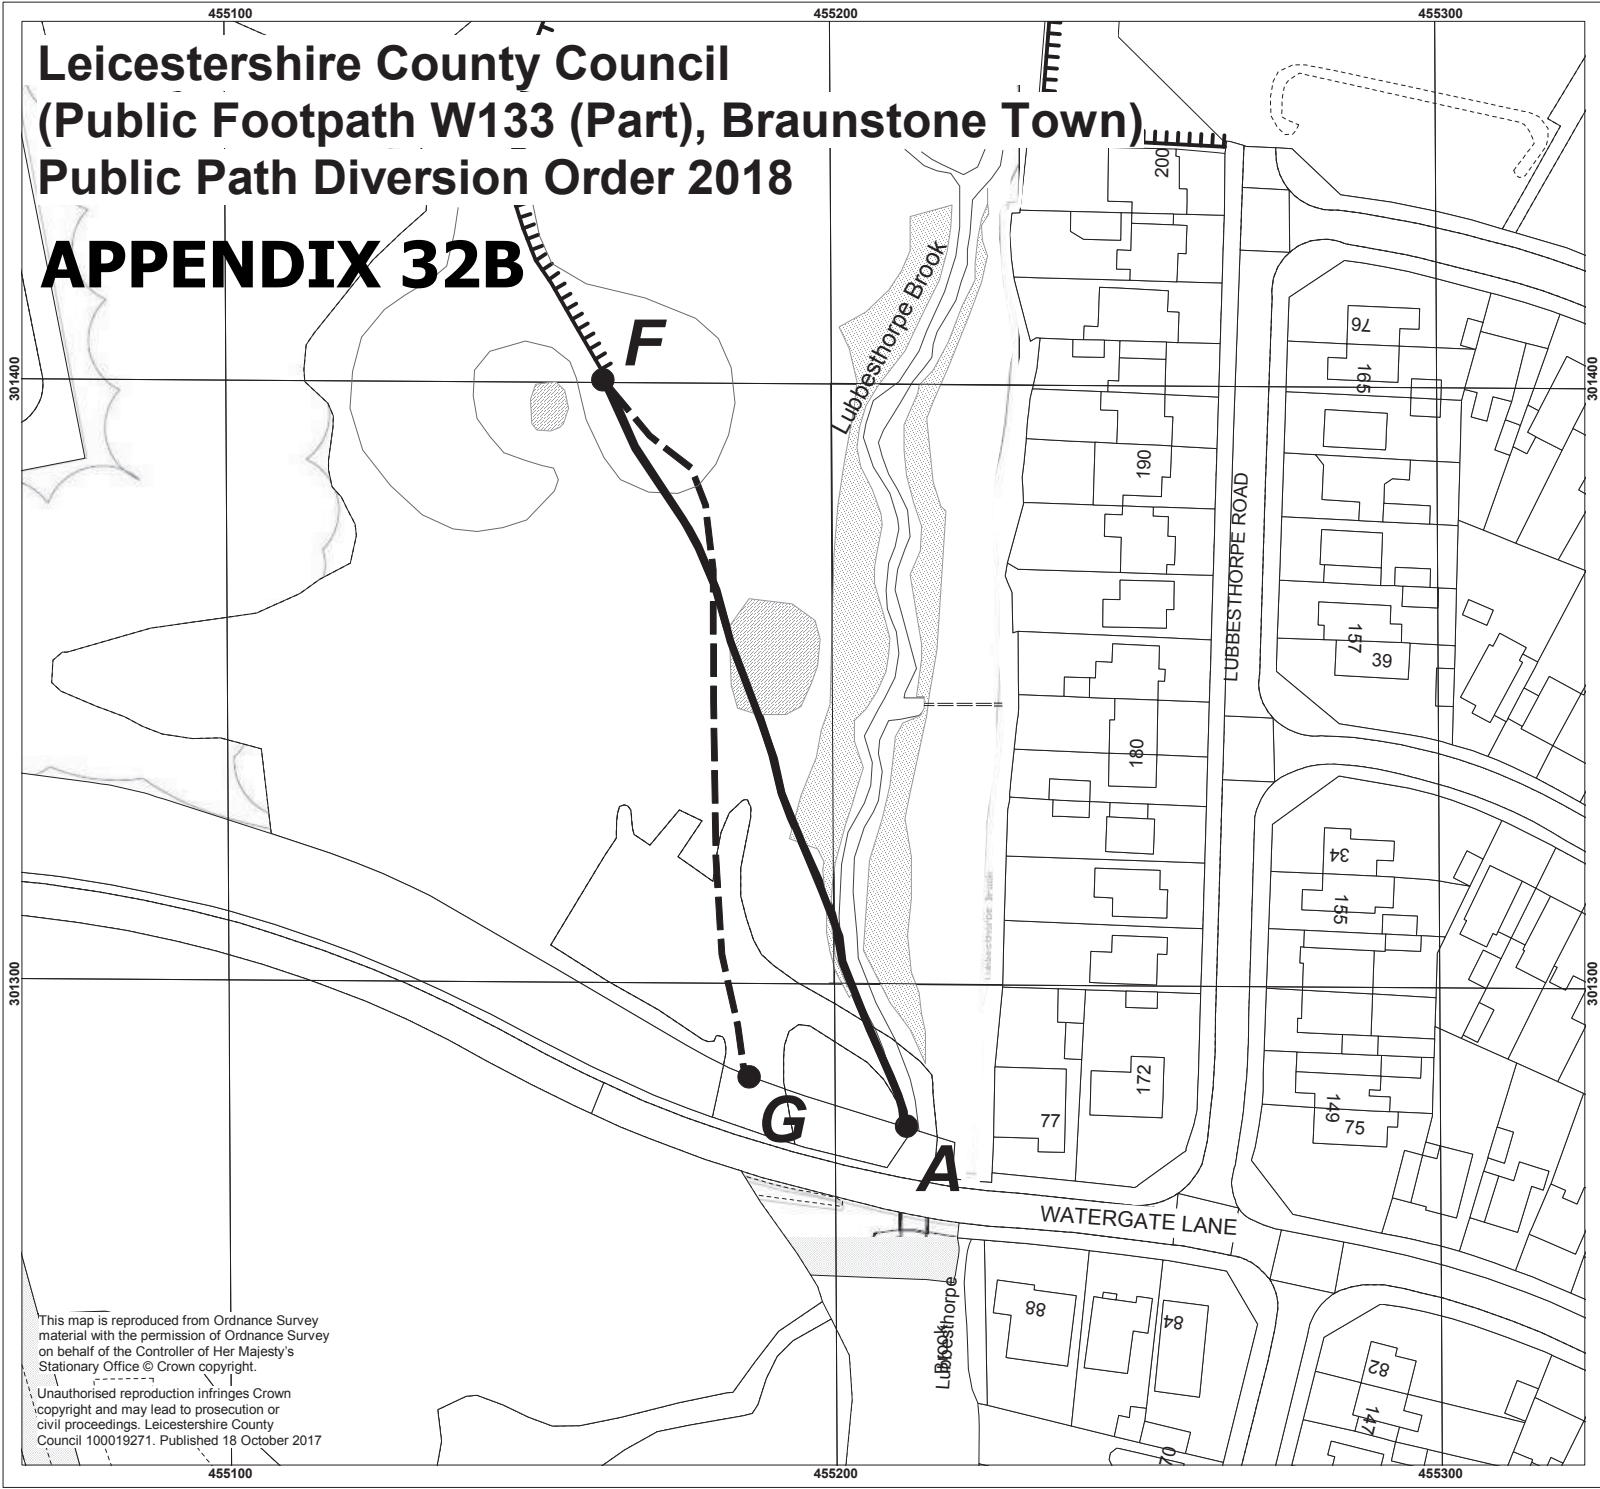 455100
455200
455300
Leicestershire County Council
(Public Footpath W133 (Part), Braunstone Town)
Public Path Diversion Order 2018
APPENDIX 32B
F
301400
301400
Lubbesthorpe Brook
200
76
165
190
LUBBESTHORPE ROAD
157
39
180
34
155
301300
301300
172
77
149
75
G
A
WATERGATE LANE
88
84
82
147
70
Lubbesthorpe
Brook
This map is reproduced from Ordnance Survey
material with the permission of Ordnance Survey
on behalf of the Controller of Her Majesty's
Stationary Office © Crown copyright.
Unauthorised reproduction infringes Crown
copyright and may lead to prosecution or
civil proceedings. Leicestershire County
Council 100019271. Published 18 October 2017
455100
455200
455300